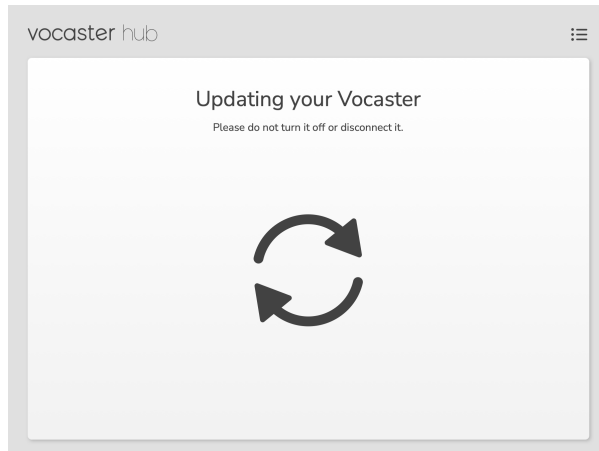 vocaster hub
Updating your Vocaster
Please do not turn it off or disconnect it.